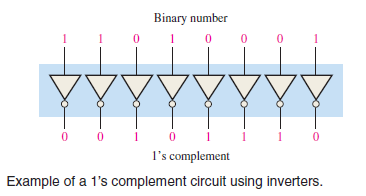 Binary number
1 1 0 1 0 0 0 1
0 0 1 0 1 1 1 0
1's complement
Example of a 1's complement circuit using inverters.